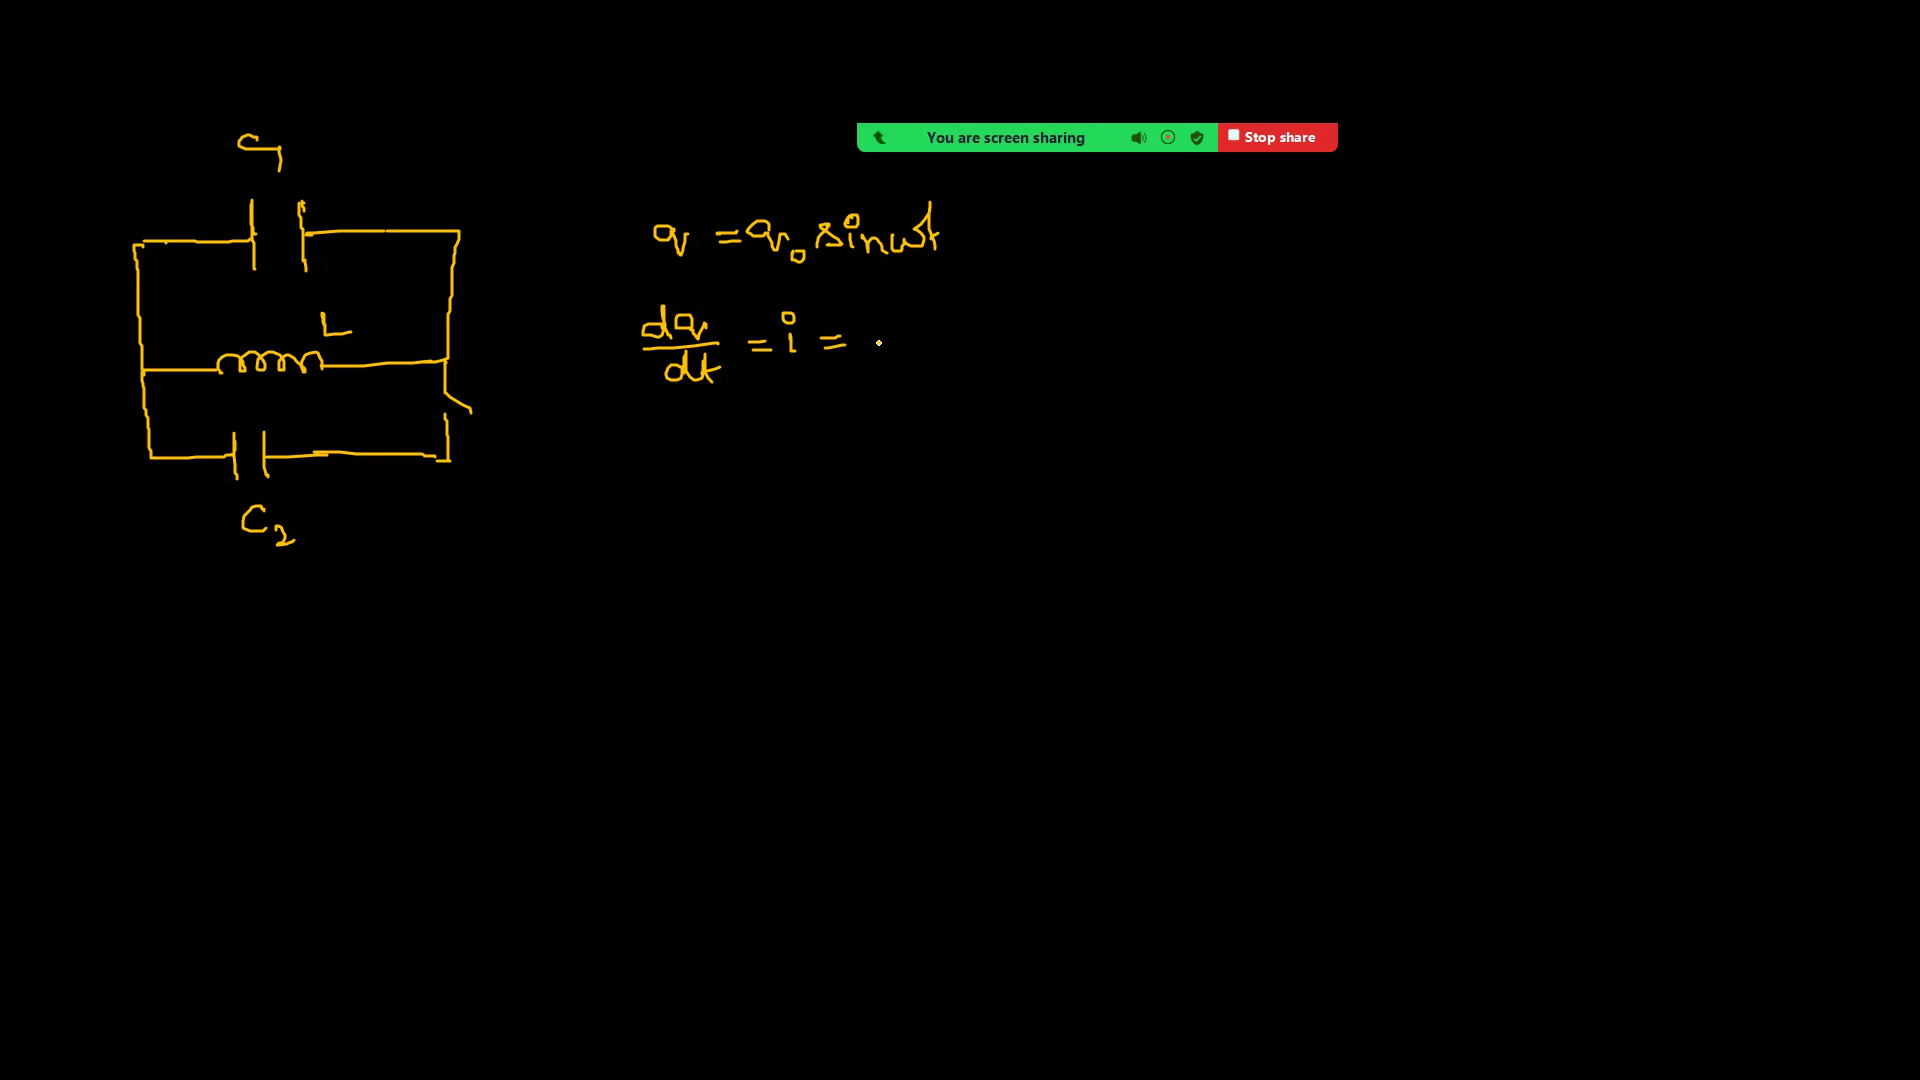 C1
You are screen sharing
Stop share
q = q₀ sinωt
L
dq/dt = i =
C2